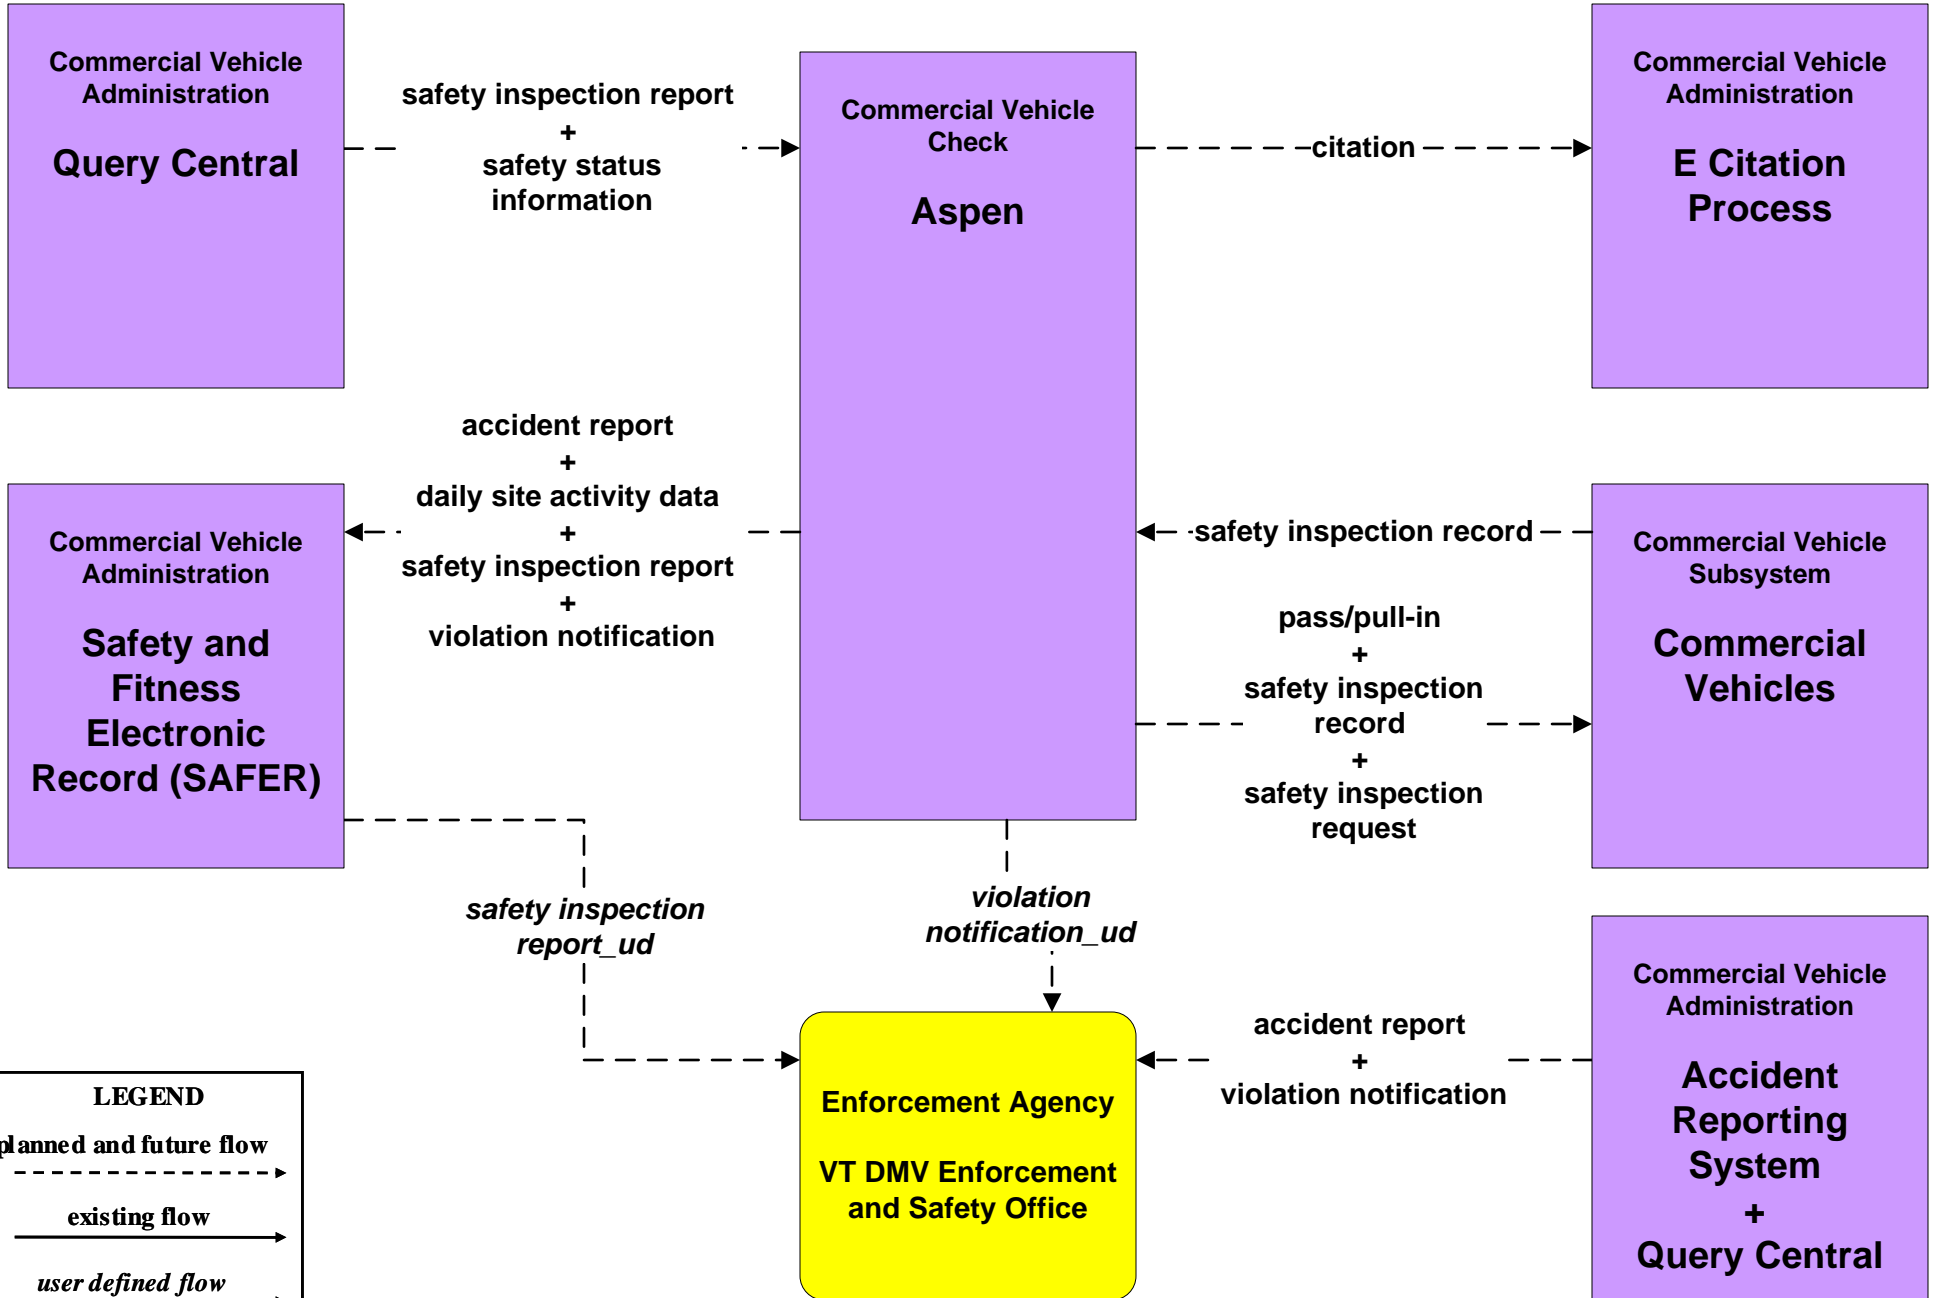 Commercial Vehicle
Administration
Query Central
safety inspection report
+
safety status
information
Commercial Vehicle
Check
Aspen
citation
Commercial Vehicle
Administration
E Citation
Process
accident report
+
daily site activity data
+
safety inspection report
+
violation notification
Commercial Vehicle
Administration
Safety and
Fitness
Electronic
Record (SAFER)
safety inspection record
pass/pull-in
+
safety inspection
record
+
safety inspection
request
Commercial Vehicle
Subsystem
Commercial
Vehicles
safety inspection
report_ud
violation
notification_ud
Enforcement Agency
VT DMV Enforcement
and Safety Office
accident report
+
violation notification
Commercial Vehicle
Administration
Accident
Reporting
System
+
Query Central
LEGEND
planned and future flow
existing flow
user defined flow